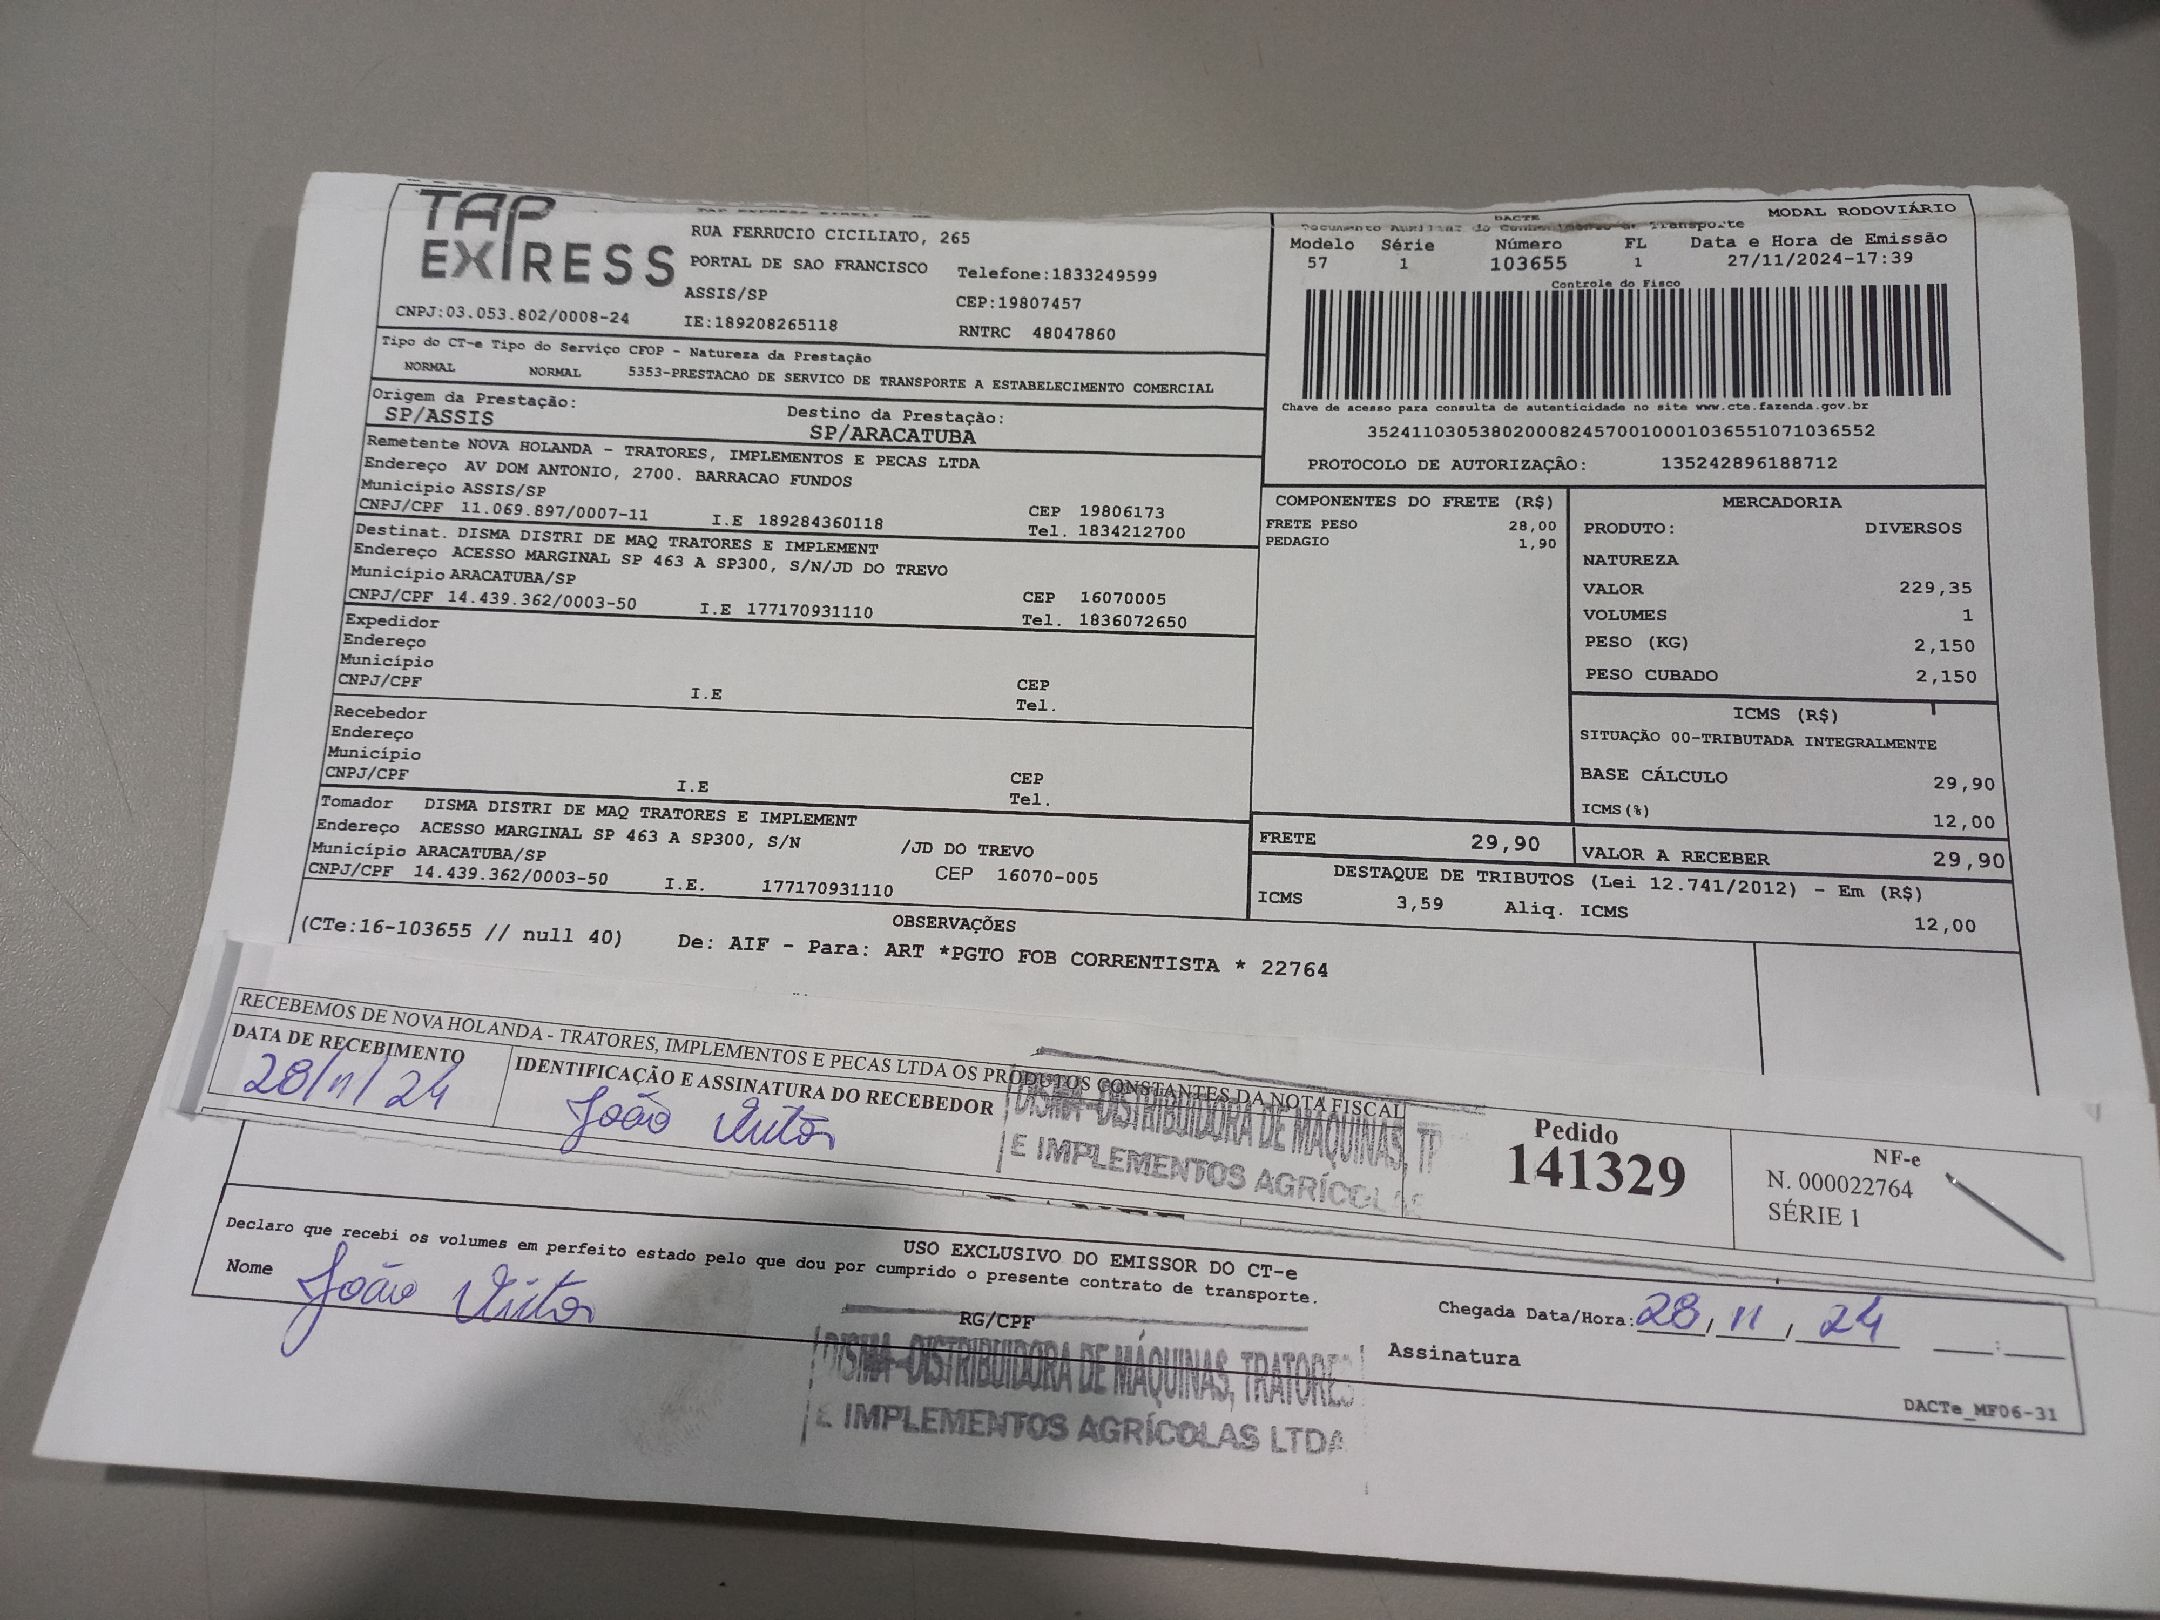 TAP
EXPRESS
RUA FERRUCIO CICILIATO, 265
PORTAL DE SAO FRANCISCO Telefone:1833249599
ASSIS/SP CEP:19807457
CNPJ:03.053.802/0008-24 IE:189208265118 RNTRC 48047860
DACTE MODAL RODOVIÁRIO
Documento Auxiliar do Conhecimento de Transporte
Modelo Série Número FL Data e Hora de Emissão
57 1 103655 1 27/11/2024-17:39
Controle do Fisco
Chave de acesso para consulta de autenticidade no site www.cte.fazenda.gov.br
35241103053802000824570010001036551071036552
PROTOCOLO DE AUTORIZAÇÃO: 135242896188712
Tipo do CT-e Tipo do Serviço CFOP - Natureza da Prestação
NORMAL NORMAL 5353-PRESTACAO DE SERVICO DE TRANSPORTE A ESTABELECIMENTO COMERCIAL
Origem da Prestação: Destino da Prestação:
SP/ASSIS SP/ARACATUBA
Remetente NOVA HOLANDA - TRATORES, IMPLEMENTOS E PECAS LTDA
Endereço AV DOM ANTONIO, 2700. BARRACAO FUNDOS
Município ASSIS/SP CEP 19806173
CNPJ/CPF 11.069.897/0007-11 I.E 189284360118 Tel. 1834212700
Destinat. DISMA DISTRI DE MAQ TRATORES E IMPLEMENT
Endereço ACESSO MARGINAL SP 463 A SP300, S/N/JD DO TREVO
Município ARACATUBA/SP CEP 16070005
CNPJ/CPF 14.439.362/0003-50 I.E 177170931110 Tel. 1836072650
Expedidor
Endereço
Município
CNPJ/CPF I.E CEP
Tel.
Recebedor
Endereço
Município
CNPJ/CPF I.E CEP
Tel.
Tomador DISMA DISTRI DE MAQ TRATORES E IMPLEMENT
Endereço ACESSO MARGINAL SP 463 A SP300, S/N /JD DO TREVO
Município ARACATUBA/SP CEP 16070-005
CNPJ/CPF 14.439.362/0003-50 I.E. 177170931110
COMPONENTES DO FRETE (R$)
FRETE PESO 28,00
PEDAGIO 1,90
MERCADORIA
PRODUTO: DIVERSOS
NATUREZA
VALOR 229,35
VOLUMES 1
PESO (KG) 2,150
PESO CUBADO 2,150
ICMS (R$)
SITUAÇÃO 00-TRIBUTADA INTEGRALMENTE
BASE CÁLCULO 29,90
ICMS(%) 12,00
FRETE 29,90 VALOR A RECEBER 29,90
DESTAQUE DE TRIBUTOS (Lei 12.741/2012) - Em (R$)
ICMS 3,59 Aliq. ICMS 12,00
OBSERVAÇÕES
(CTe:16-103655 // null 40) De: AIF - Para: ART *PGTO FOB CORRENTISTA * 22764
RECEBEMOS DE NOVA HOLANDA - TRATORES, IMPLEMENTOS E PECAS LTDA OS PRODUTOS CONSTANTES DA NOTA FISCAL
DATA DE RECEBIMENTO IDENTIFICAÇÃO E ASSINATURA DO RECEBEDOR
28/11/24 João Victor
DISMA-DISTRIBUIDORA DE MÁQUINAS,
E IMPLEMENTOS AGRÍCOLAS
Pedido
141329
NF-e
N. 000022764
SÉRIE 1
USO EXCLUSIVO DO EMISSOR DO CT-e
Declaro que recebi os volumes em perfeito estado pelo que dou por cumprido o presente contrato de transporte.
Nome João Victor RG/CPF Chegada Data/Hora: 28/11/24
Assinatura
DISMA-DISTRIBUIDORA DE MÁQUINAS, TRATORES
E IMPLEMENTOS AGRÍCOLAS LTDA
DACTe_MF06-31